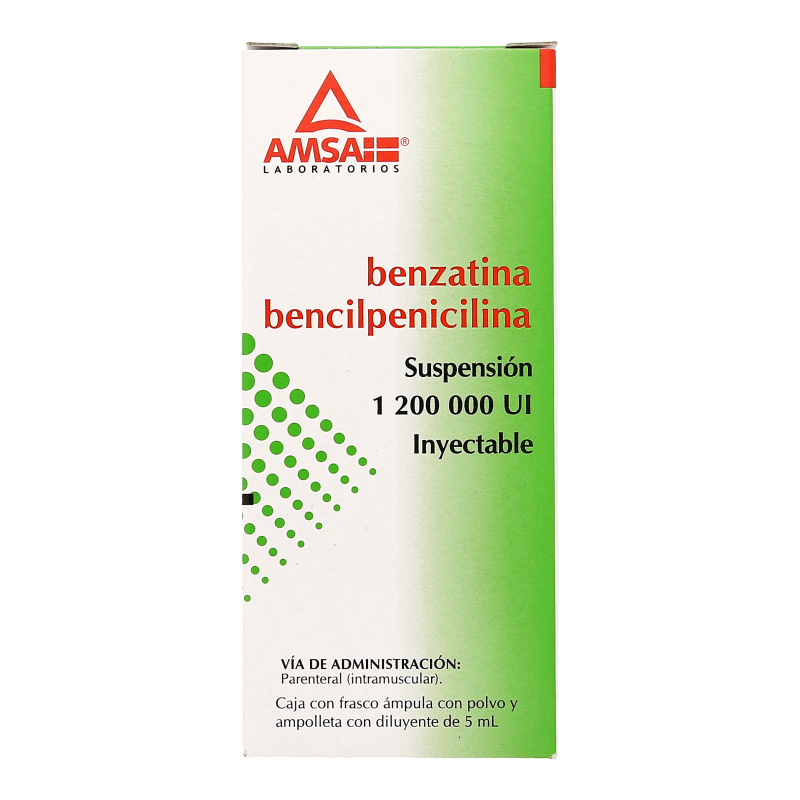 AMSA®
LABORATORIOS
benzatina
bencilpenicilina
Suspensión
1 200 000 UI
Inyectable
VÍA DE ADMINISTRACIÓN:
Parenteral (intramuscular).
Caja con frasco ámpula con polvo y
ampolleta con diluyente de 5 mL